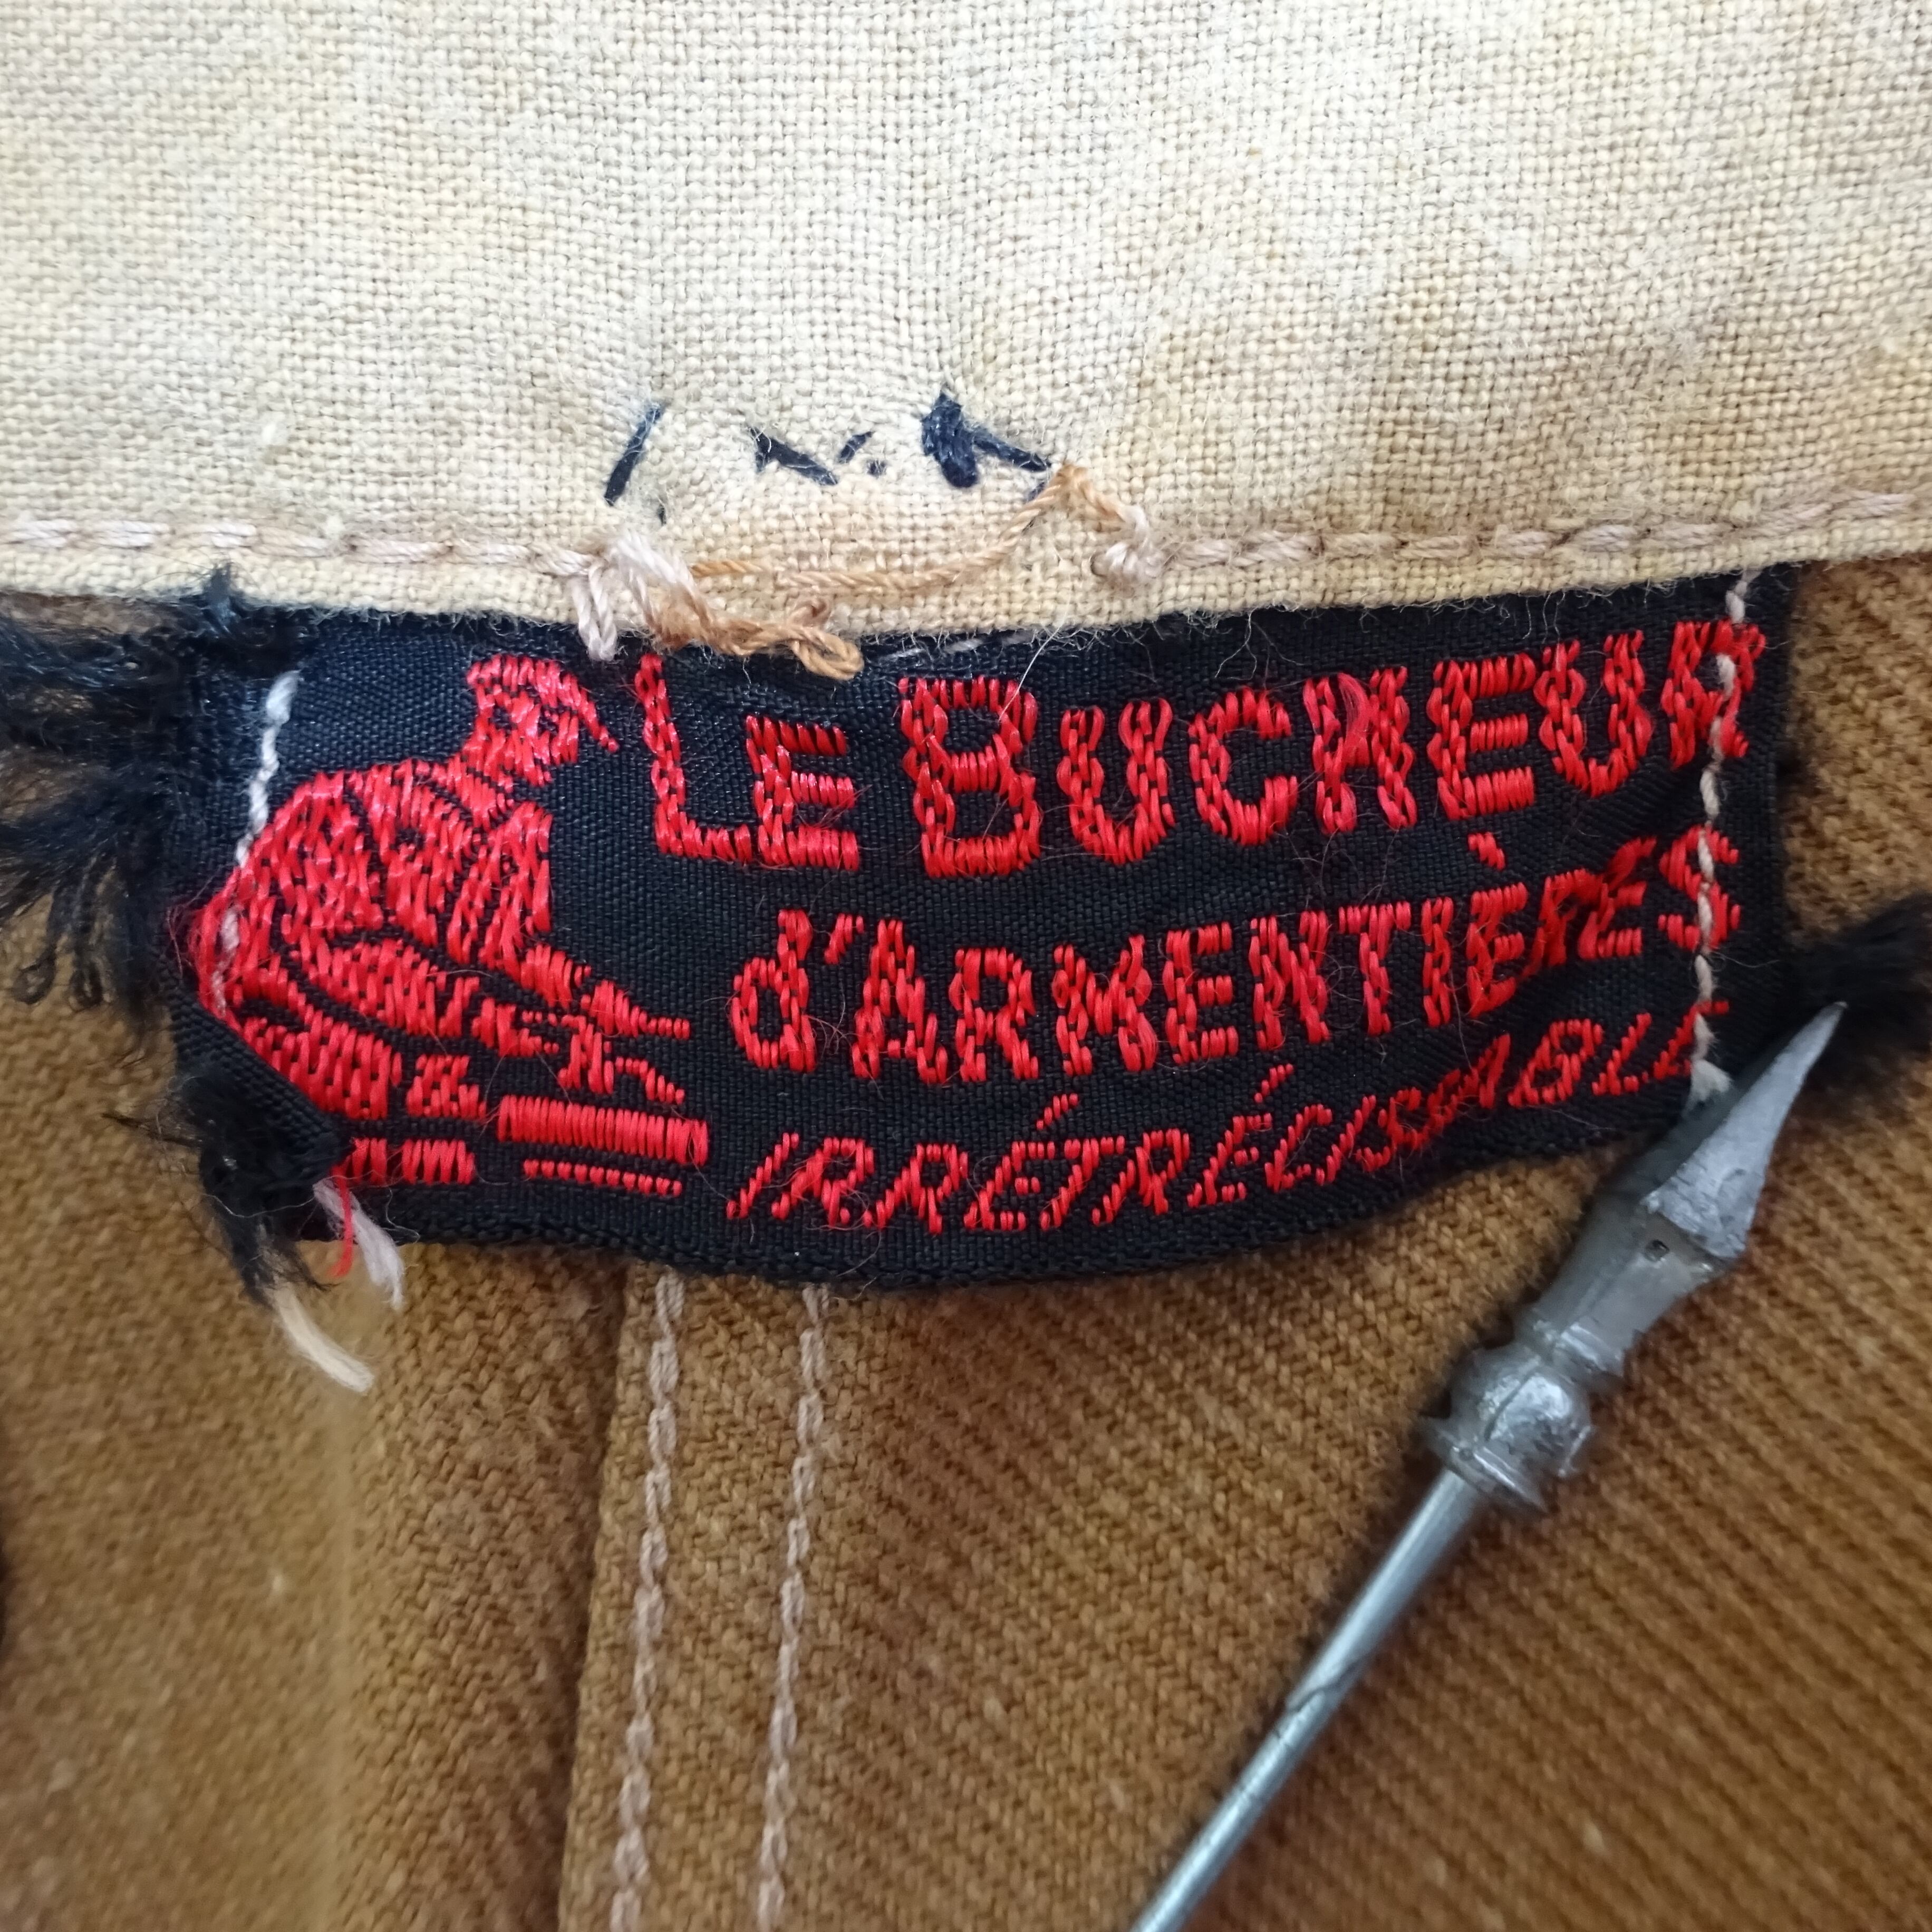 LE BUCHEUR
d'ARMENTIÈRES
IRRÉTRÉCISSABLE